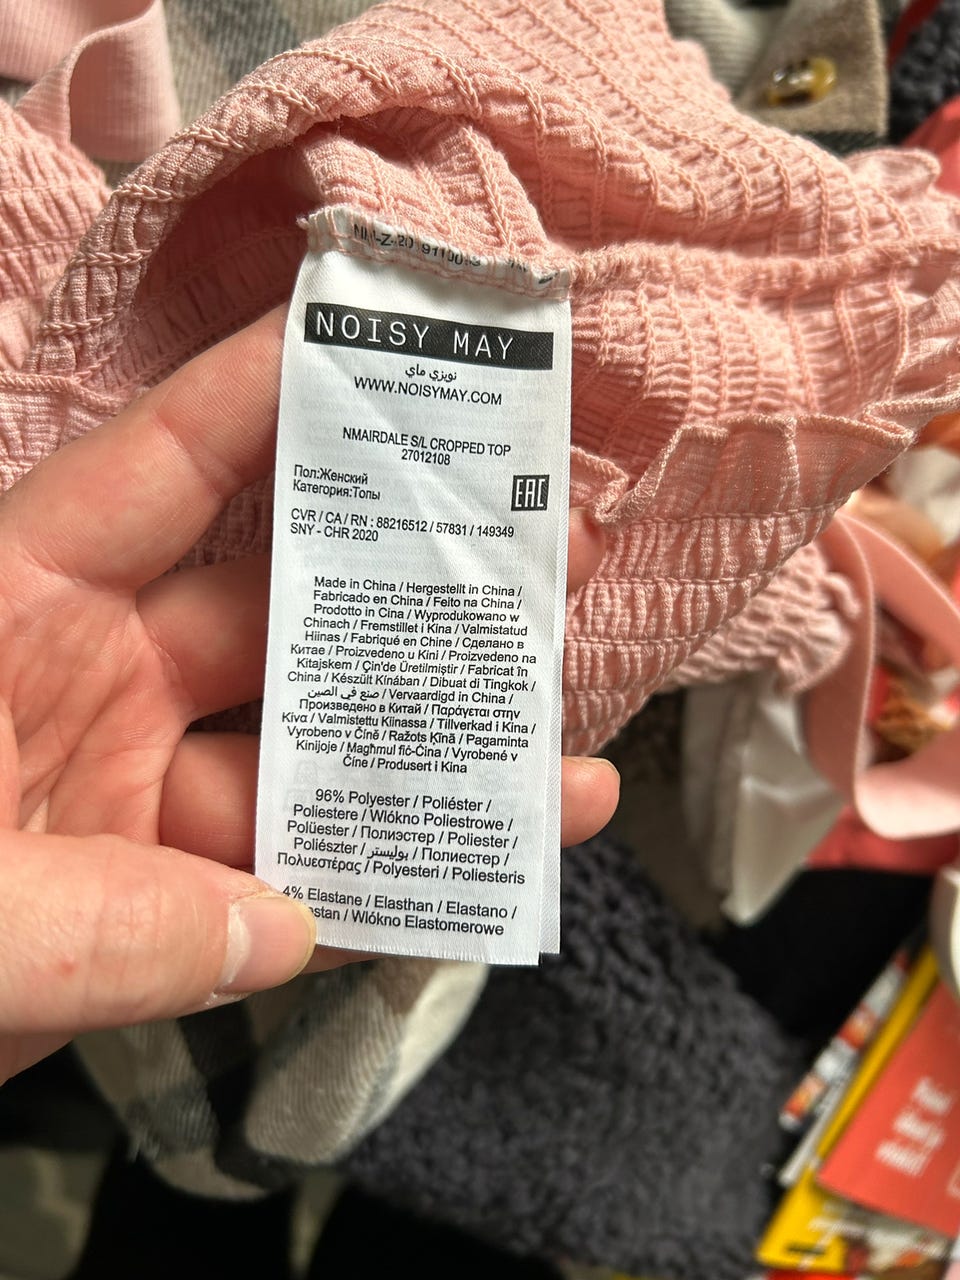 NOISY MAY
نويزي ماي
WWW.NOISYMAY.COM
NMAIRDALE S/L CROPPED TOP
27012108
Пол:Женский
Категория:Топы
EAC
CVR / CA / RN : 88216512 / 57831 / 149349
SNY - CHR 2020
Made in China / Hergestellt in China /
Fabricado en China / Feito na China /
Prodotto in Cina / Wyprodukowano w
Chinach / Fremstillet i Kina / Valmistatud
Hiinas / Fabriqué en Chine / Сделано в
Китае / Proizvedeno u Kini / Proizvedeno na
Kitajskem / Çin'de Üretilmiştir / Fabricat în
China / Készült Kínában / Dibuat di Tingkok /
صنع في الصين / Vervaardigd in China /
Произведено в Китай / Παράγεται στην
Κίνα / Valmistettu Kiinassa / Tillverkad i Kina /
Vyrobeno v Číně / Ražots Ķīnā / Pagaminta
Kinijoje / Magħmul fiċ-Ċina / Vyrobené v
Číne / Produsert i Kina
96% Polyester / Poliéster /
Poliestere / Wlókno Poliestrowe /
Polüester / Полиэстер / Poliester /
Poliészter / بوليستر / Полиестер /
Πολυεστέρας / Polyesteri / Poliesteris
4% Elastane / Elasthan / Elastano /
/ Wlókno Elastomerowe